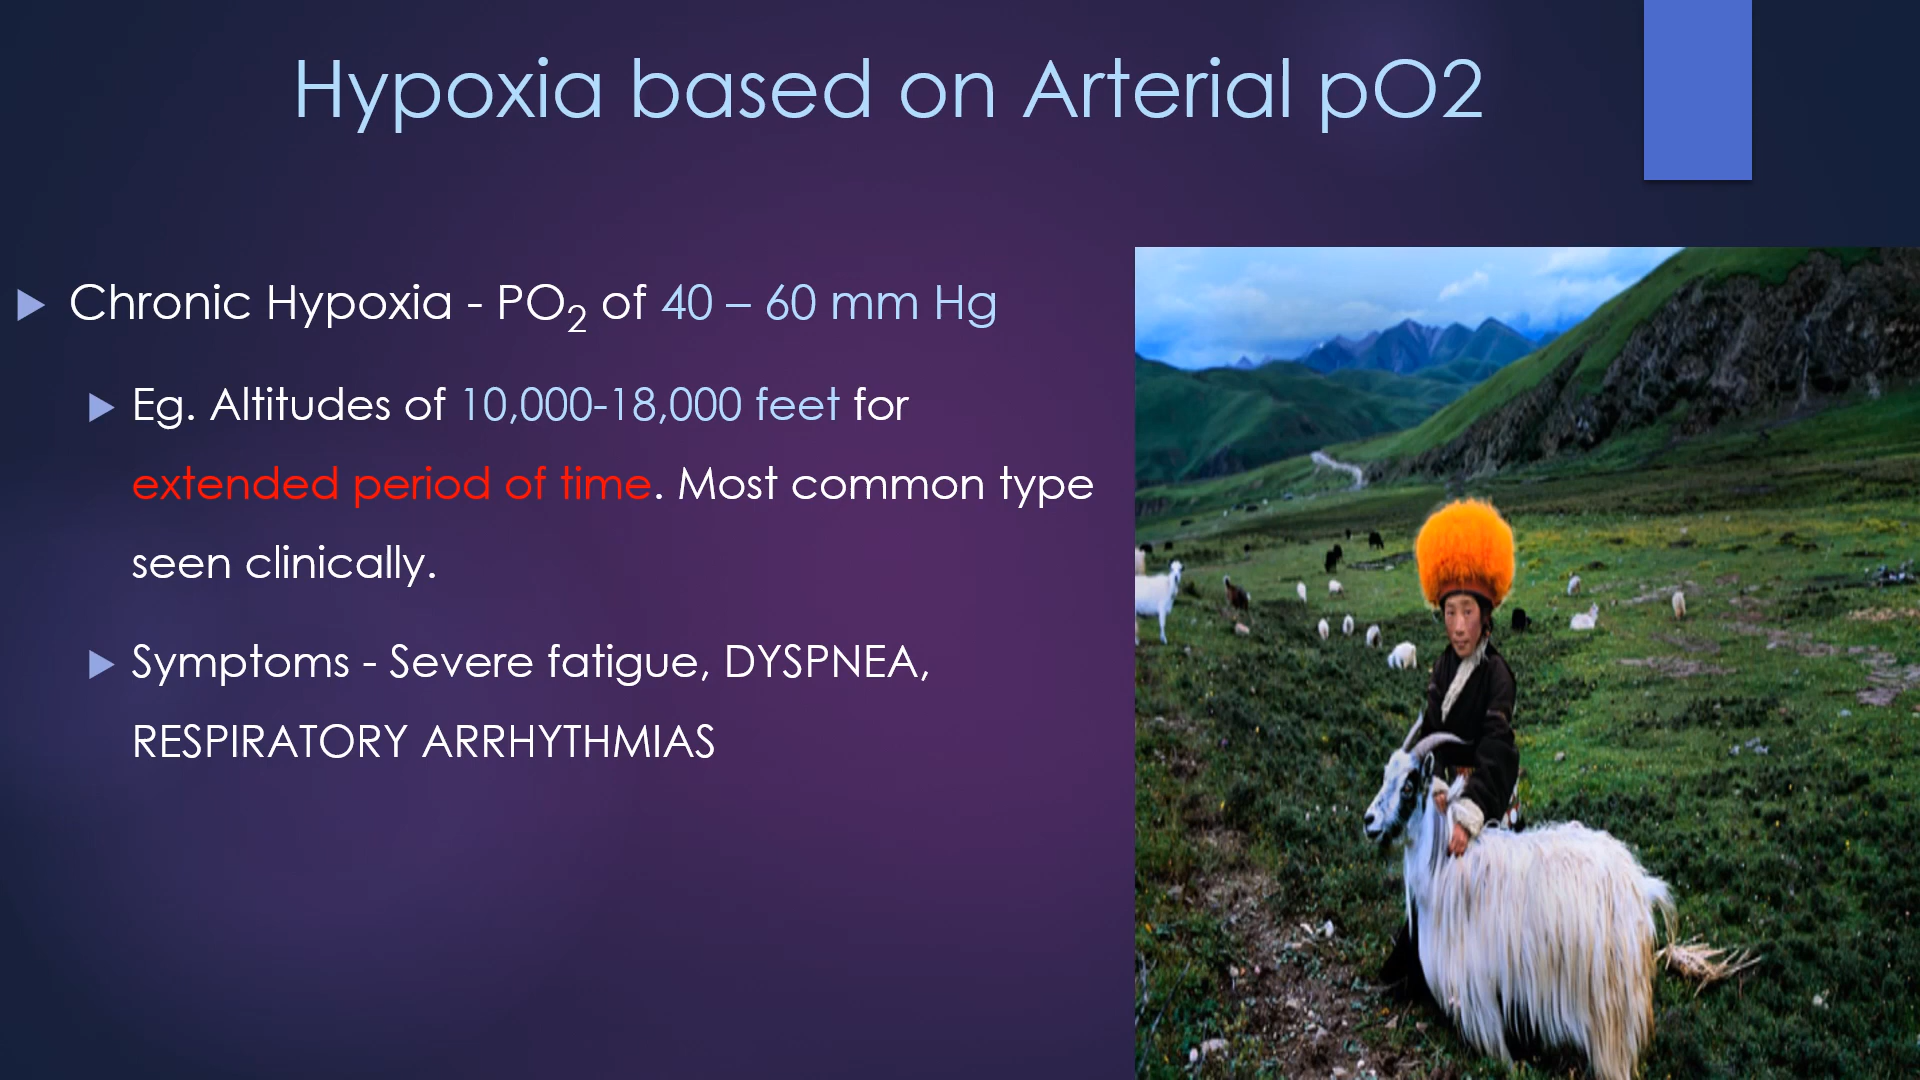 Hypoxia based on Arterial pO2
Chronic Hypoxia - PO₂ of 40 – 60 mm Hg
Eg. Altitudes of 10,000-18,000 feet for
extended period of time. Most common type
seen clinically.
Symptoms - Severe fatigue, DYSPNEA,
RESPIRATORY ARRHYTHMIAS